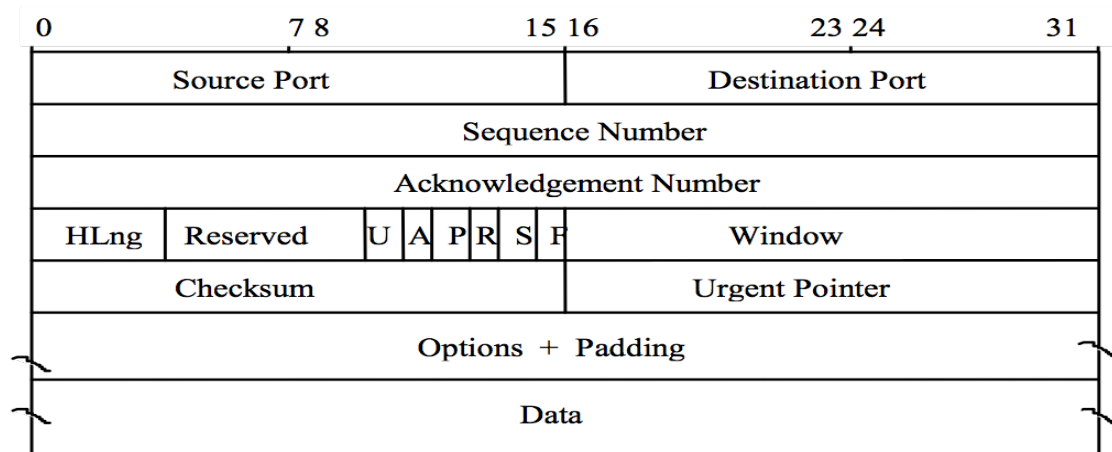 0 7 8 15 16 23 24 31
Source Port Destination Port
Sequence Number
Acknowledgement Number
HLng Reserved U A P R S F Window
Checksum Urgent Pointer
Options + Padding
Data